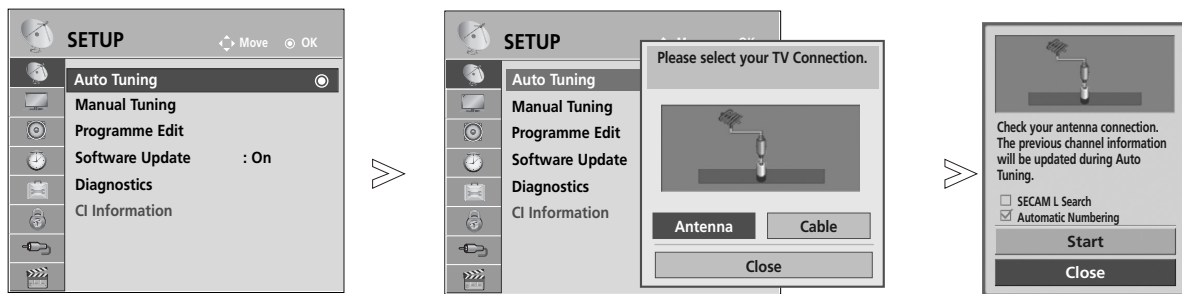 SETUP
Move OK
Auto Tuning
Manual Tuning
Programme Edit
Software Update : On
Diagnostics
CI Information
SETUP
Auto Tuning
Manual Tuning
Programme Edit
Software Update
Diagnostics
CI Information
Please select your TV Connection.
Antenna Cable
Close
Check your antenna connection.
The previous channel information
will be updated during Auto
Tuning.
SECAM L Search
Automatic Numbering
Start
Close